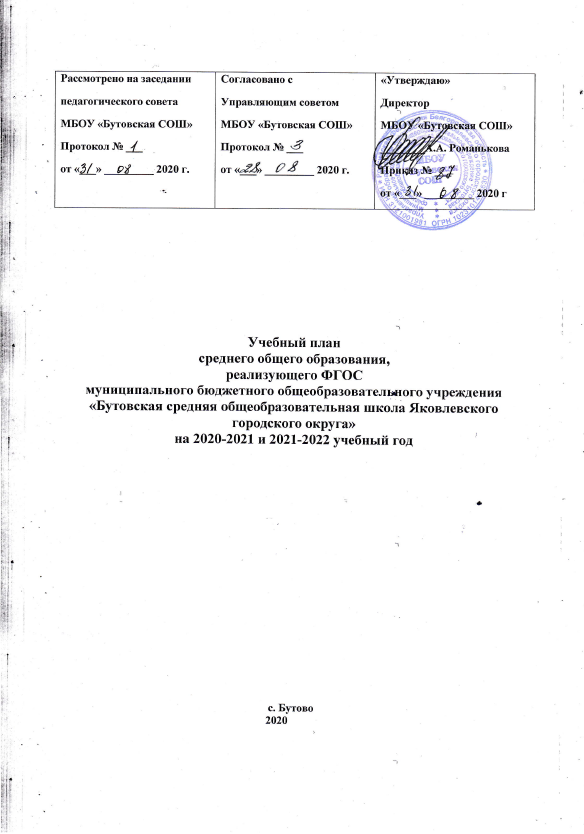 Рассмотрено на заседании
педагогического совета
МБОУ «Бутовская СОШ»
Протокол № 1
от «31» 08 2020 г.
Согласовано с
Управляющим советом
МБОУ «Бутовская СОШ»
Протокол № 3
от «28» 08 2020 г.
«Утверждаю»
Директор
МБОУ «Бутовская СОШ»
Х.А. Романькова
Приказ №
от «31» 08 2020 г
МБОУ
СОШ
Учебный план
среднего общего образования,
реализующего ФГОС
муниципального бюджетного общеобразовательного учреждения
«Бутовская средняя общеобразовательная школа Яковлевского
городского округа»
на 2020-2021 и 2021-2022 учебный год
с. Бутово
2020